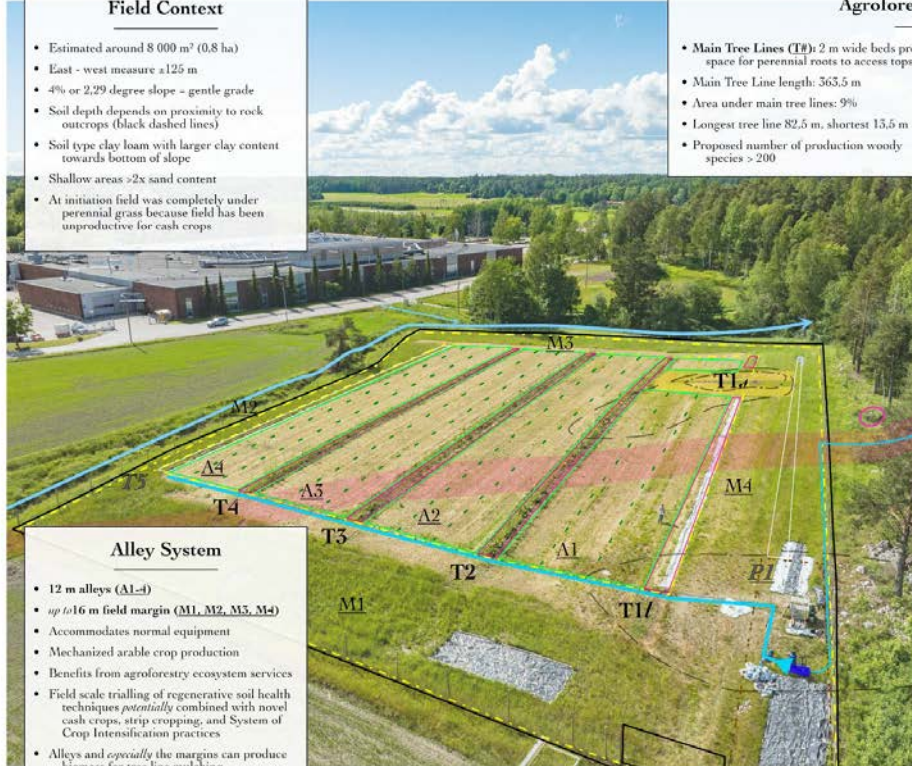 Field Context
• Estimated around 8 000 m² (0,8 ha)
• East - west measure ±125 m
• 4% or 2,29 degree slope = gentle grade
• Soil depth depends on proximity to rock
outcrops (black dashed lines)
• Soil type clay loam with larger clay content
towards bottom of slope
• Shallow areas >2x sand content
• At initiation field was completely under
perennial grass because field has been
unproductive for cash crops
• Main Tree Lines (T#): 2 m wide beds
space for perennial roots to access
• Main Tree Line length: 363,5 m
• Area under main tree lines: 9%
• Longest tree line 82,5 m, shortest 13,5 m
• Proposed number of production woody
species > 200
M3
T1
M2
T5
A4
T4
A3
M4
T3
A2
T2
A1
P1
T1l
M1
Alley System
• 12 m alleys (A1-4)
• up to 16 m field margin (M1, M2, M3, M4)
• Accommodates normal equipment
• Mechanized arable crop production
• Benefits from agroforestry ecosystem services
• Field scale trialling of regenerative soil health
techniques potentially combined with novel
cash crops, strip cropping, and System of
Crop Intensification practices
• Alleys and especially the margins can produce